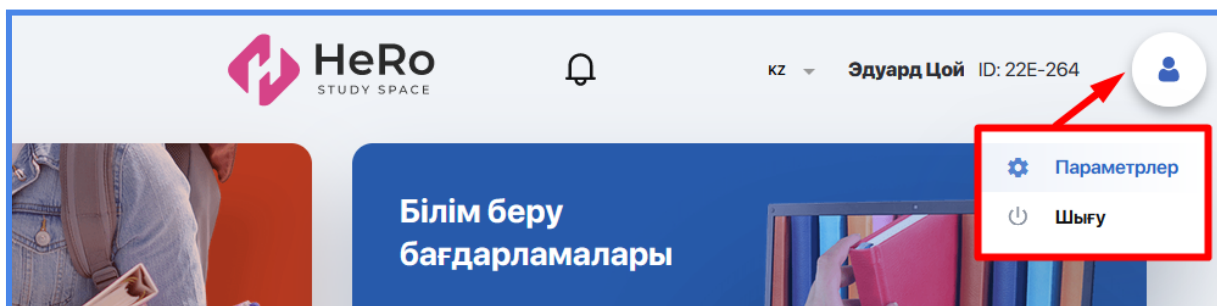 HeRo
STUDY SPACE
KZ
Эдуард Цой ID: 22E-264
Параметрлер
Шығу
Білім беру
бағдарламалары